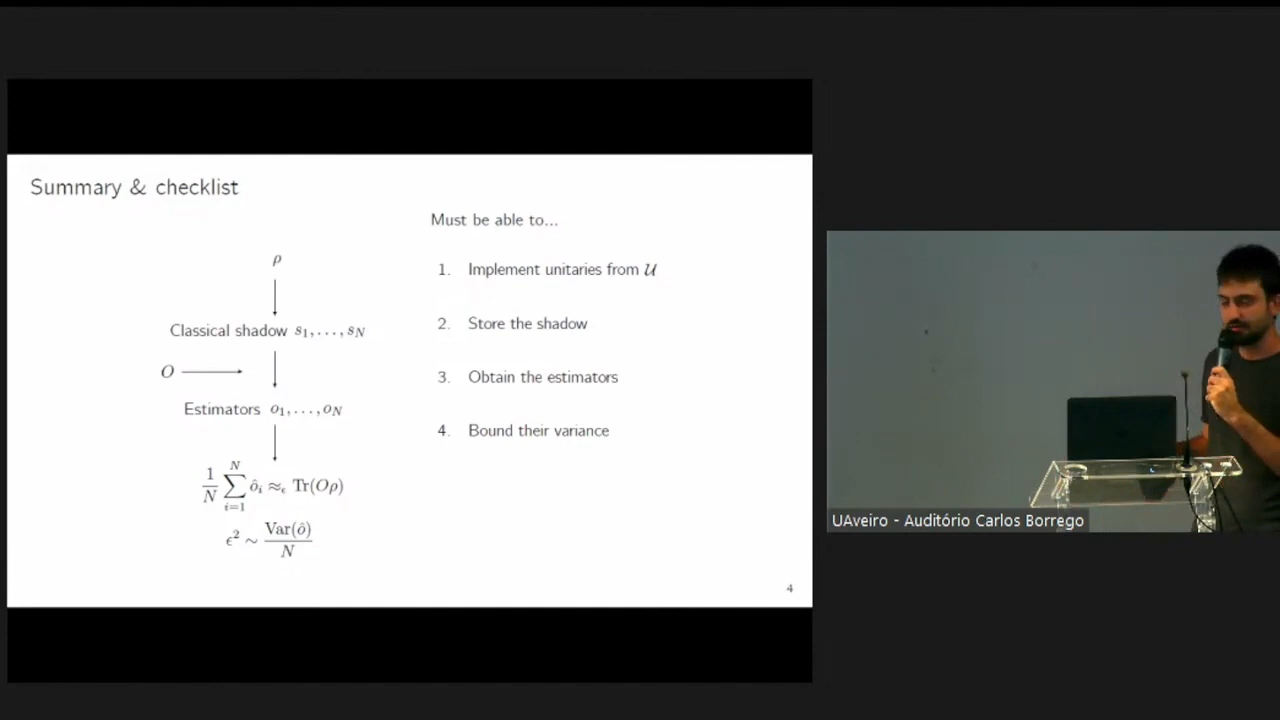 Summary & checklist
ρ
Classical shadow s₁, . . . , s_N
O
Estimators o₁, . . . , o_N
1/N ∑_{i=1}^{N} ô_i ≈_ϵ Tr(Oρ)
ϵ² ∼ Var(ô)/N
Must be able to...
1. Implement unitaries from 𝒰
2. Store the shadow
3. Obtain the estimators
4. Bound their variance
4
UAveiro - Auditório Carlos Borrego